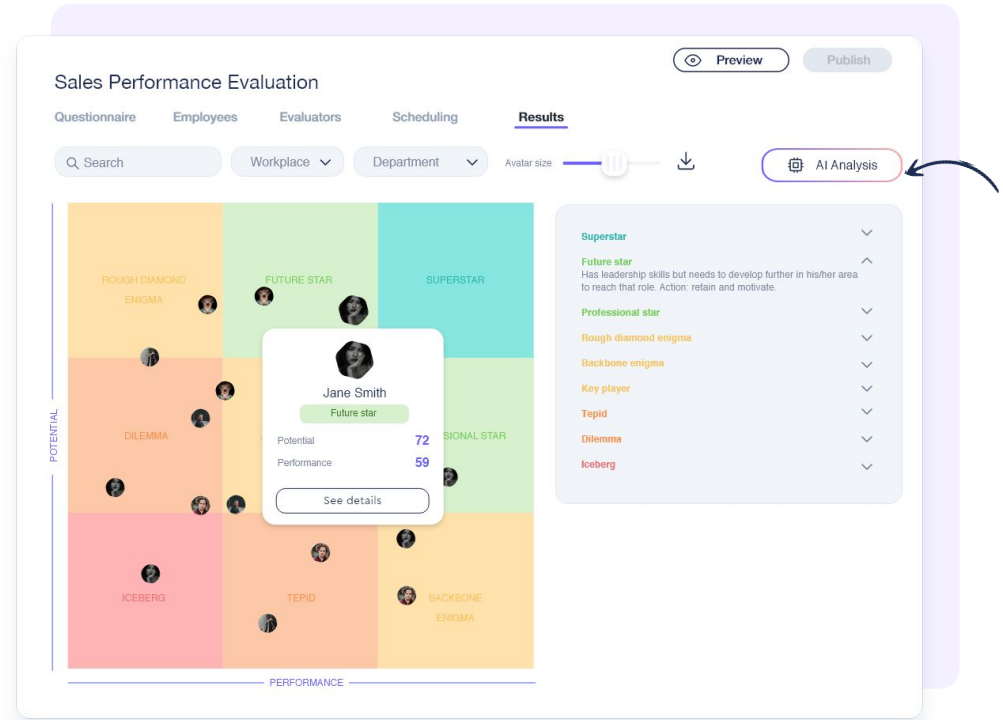 Preview
Publish
Sales Performance Evaluation
Questionnaire
Employees
Evaluators
Scheduling
Results
Search
Workplace
Department
Avatar size
AI Analysis
ROUGH DIAMOND
ENIGMA
FUTURE STAR
SUPERSTAR
Jane Smith
Future star
Potential 72
Performance 59
See details
DILEMMA
SIONAL STAR
ICEBERG
TEPID
BACKBONE
ENIGMA
POTENTIAL
PERFORMANCE
Superstar
Future star
Has leadership skills but needs to develop further in his/her area
to reach that role. Action: retain and motivate.
Professional star
Rough diamond enigma
Backbone enigma
Key player
Tepid
Dilemma
Iceberg